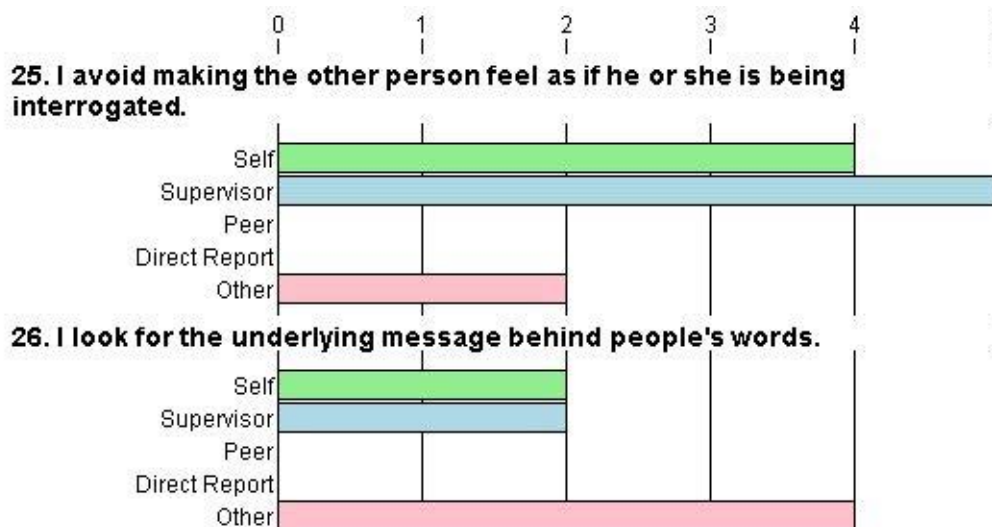 0 1 2 3 4
25. I avoid making the other person feel as if he or she is being
interrogated.
Self
Supervisor
Peer
Direct Report
Other
26. I look for the underlying message behind people's words.
Self
Supervisor
Peer
Direct Report
Other